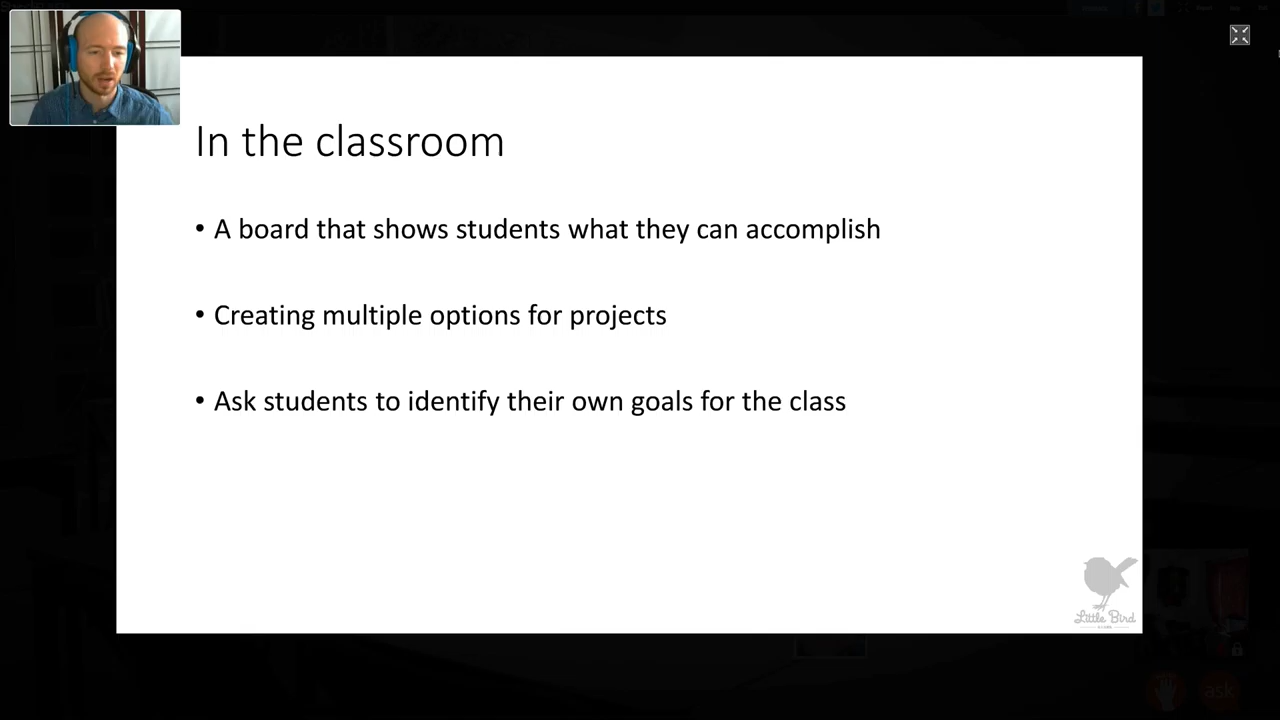 In the classroom
• A board that shows students what they can accomplish
• Creating multiple options for projects
• Ask students to identify their own goals for the class
Little Bird
ask